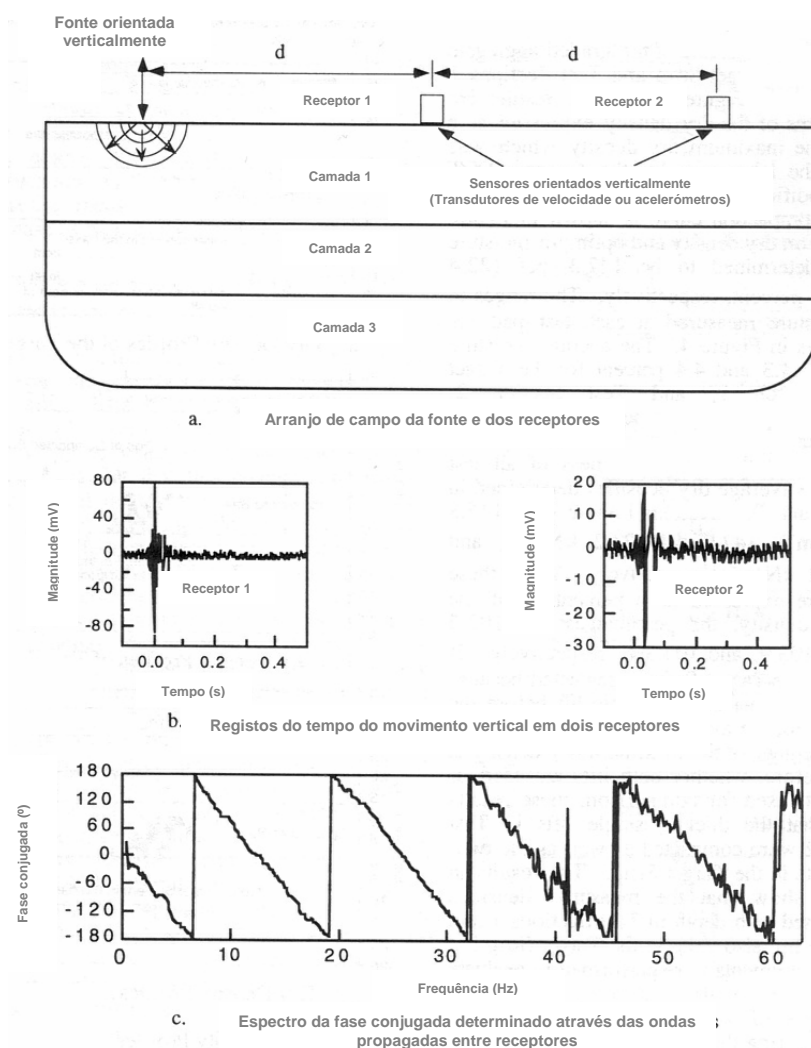 Fonte orientada
verticalmente
d
d
Receptor 1
Receptor 2
Camada 1
Sensores orientados verticalmente
(Transdutores de velocidade ou acelerómetros)
Camada 2
Camada 3
a. Arranjo de campo da fonte e dos receptores
Magnitude (mV)
80
40
0
-40
-80
Receptor 1
0.0 0.2 0.4
Tempo (s)
Magnitude (mV)
20
10
0
-10
-20
-30
Receptor 2
0.0 0.2 0.4
Tempo (s)
b. Registos do tempo do movimento vertical em dois receptores
Fase conjugada (º)
180
120
60
0
-60
-120
-180
0 10 20 30 40 50 60
Frequência (Hz)
c. Espectro da fase conjugada determinado através das ondas
propagadas entre receptores